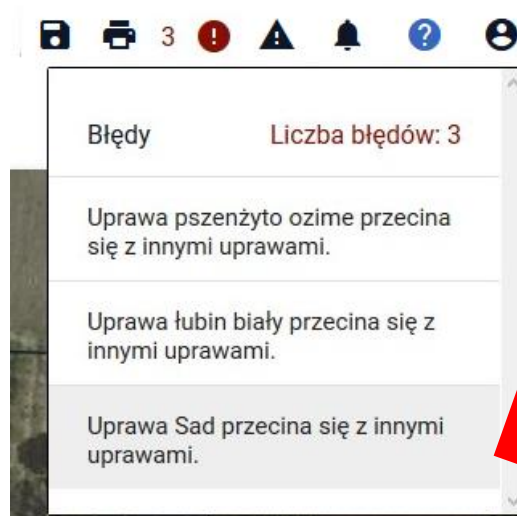 3
Błędy Liczba błędów: 3
Uprawa pszenżyto ozime przecina
się z innymi uprawami.
Uprawa łubin biały przecina się z
innymi uprawami.
Uprawa Sad przecina się z innymi
uprawami.